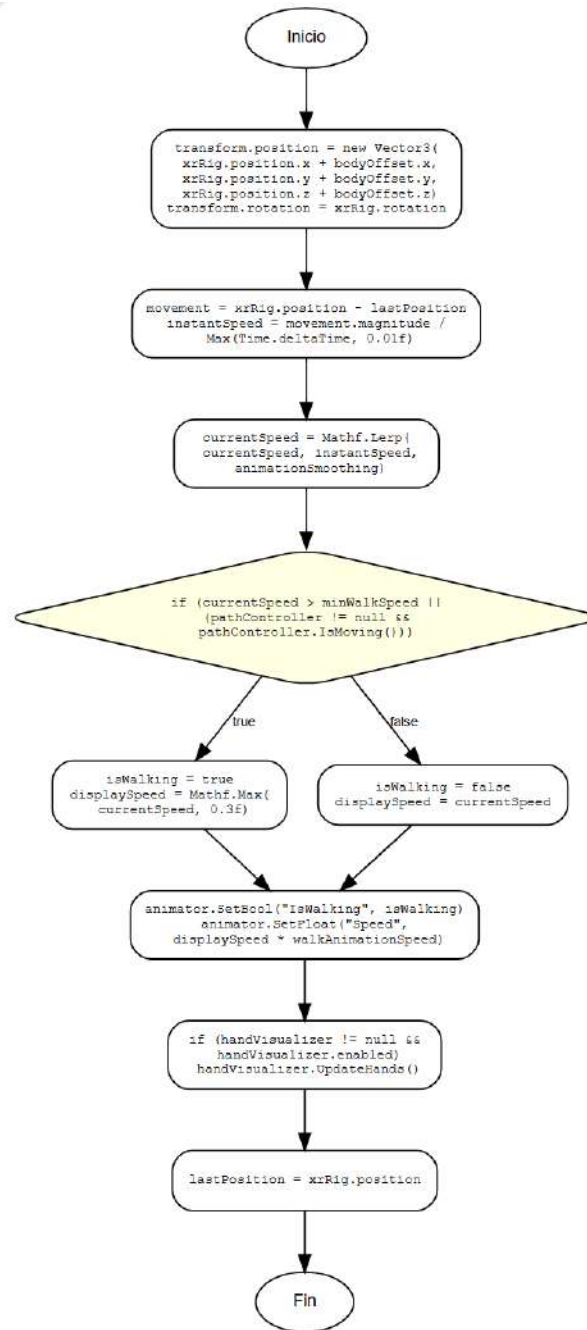 Inicio
transform.position = new Vector3(
xrRig.position.x + bodyOffset.x,
xrRig.position.y + bodyOffset.y,
xrRig.position.z + bodyOffset.z)
transform.rotation = xrRig.rotation
movement = xrRig.position - lastPosition
instantSpeed = movement.magnitude /
Max(Time.deltaTime, 0.01f)
currentSpeed = Mathf.Lerp(
currentSpeed, instantSpeed,
animationSmoothing)
if (currentSpeed > minWalkSpeed ||
(pathController != null &&
pathController.IsMoving()))
true
false
isWalking = true
displaySpeed = Mathf.Max(
currentSpeed, 0.3f)
isWalking = false
displaySpeed = currentSpeed
animator.SetBool("IsWalking", isWalking)
animator.SetFloat("Speed",
displaySpeed * walkAnimationSpeed)
if (handVisualizer != null &&
handVisualizer.enabled)
handVisualizer.UpdateHands()
lastPosition = xrRig.position
Fin